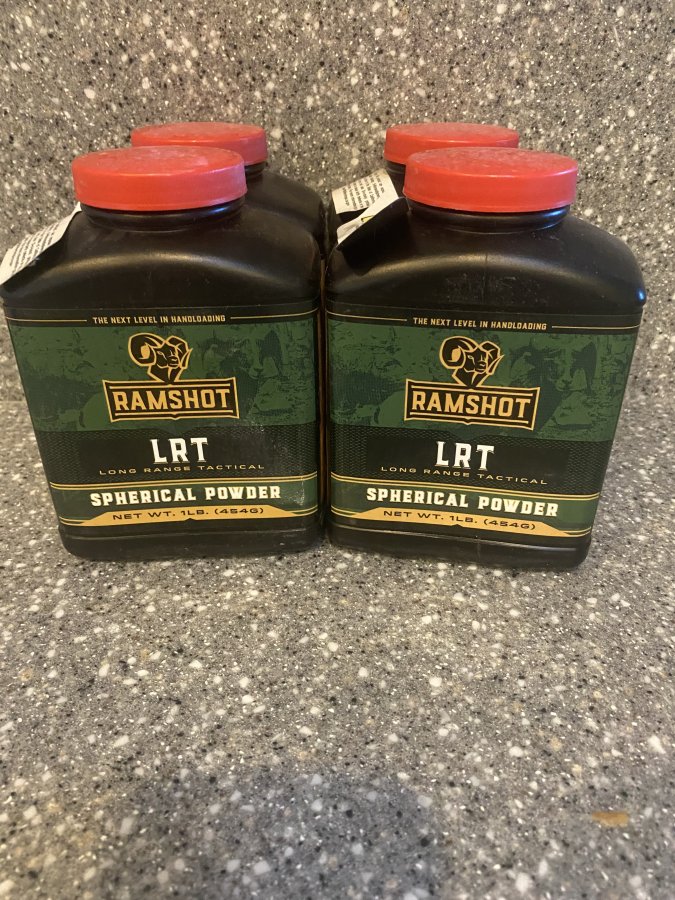 THE NEXT LEVEL IN HANDLOADING
RAMSHOT
LRT
LONG RANGE TACTICAL
SPHERICAL POWDER
NET WT. 1LB. (454G)
THE NEXT LEVEL IN HANDLOADING
RAMSHOT
LRT
LONG RANGE TACTICAL
SPHERICAL POWDER
NET WT. 1LB. (454G)